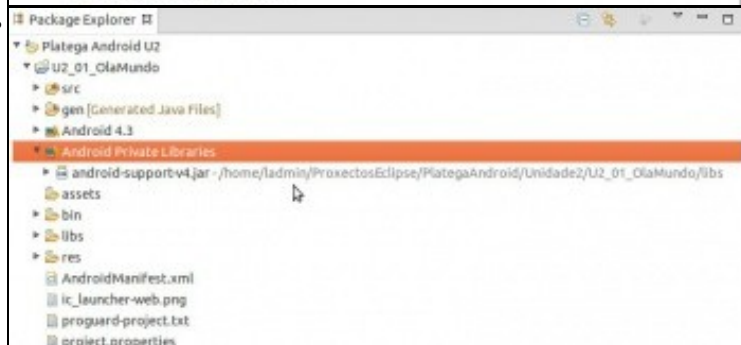 Package Explorer
Platega Android U2
U2_01_OlaMundo
src
gen [Generated Java Files]
Android 4.3
Android Private Libraries
android-support-v4.jar - /home/ladmin/ProxectosEclipse/PlategaAndroid/Unidade2/U2_01_OlaMundo/libs
assets
bin
libs
res
AndroidManifest.xml
ic_launcher-web.png
proguard-project.txt
project.properties